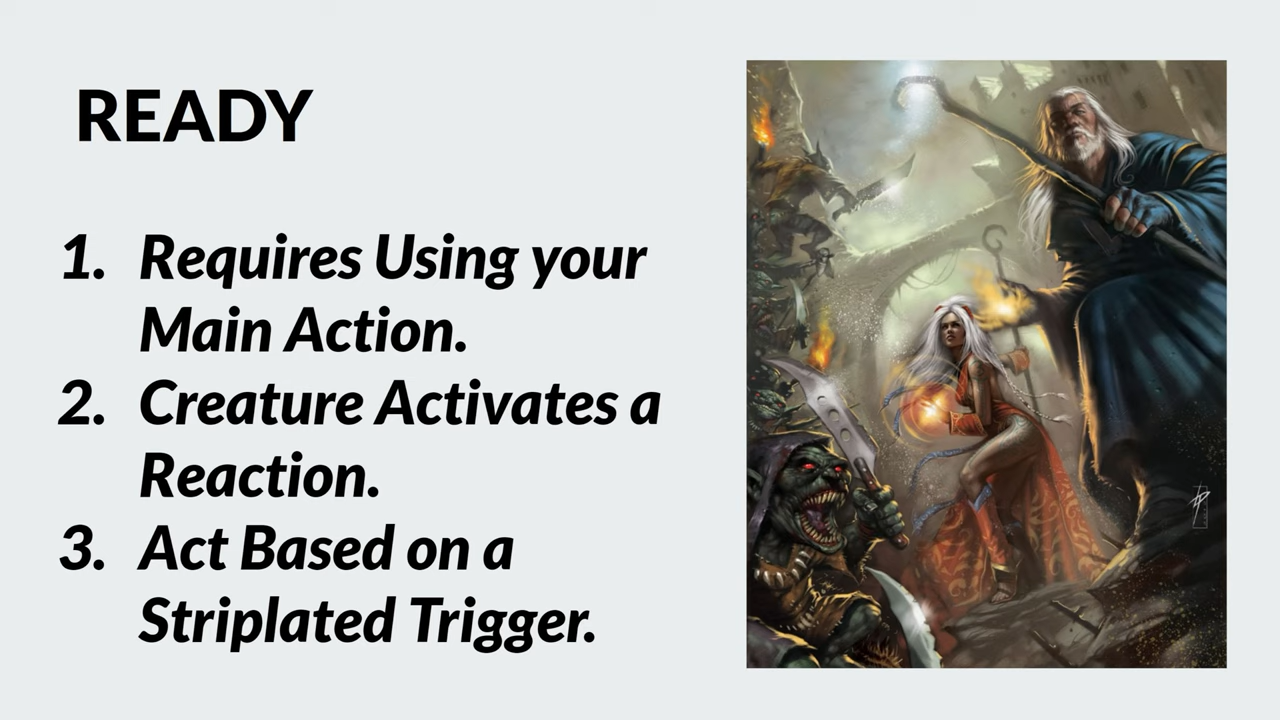 READY
1. Requires Using your
Main Action.
2. Creature Activates a
Reaction.
3. Act Based on a
Striplated Trigger.